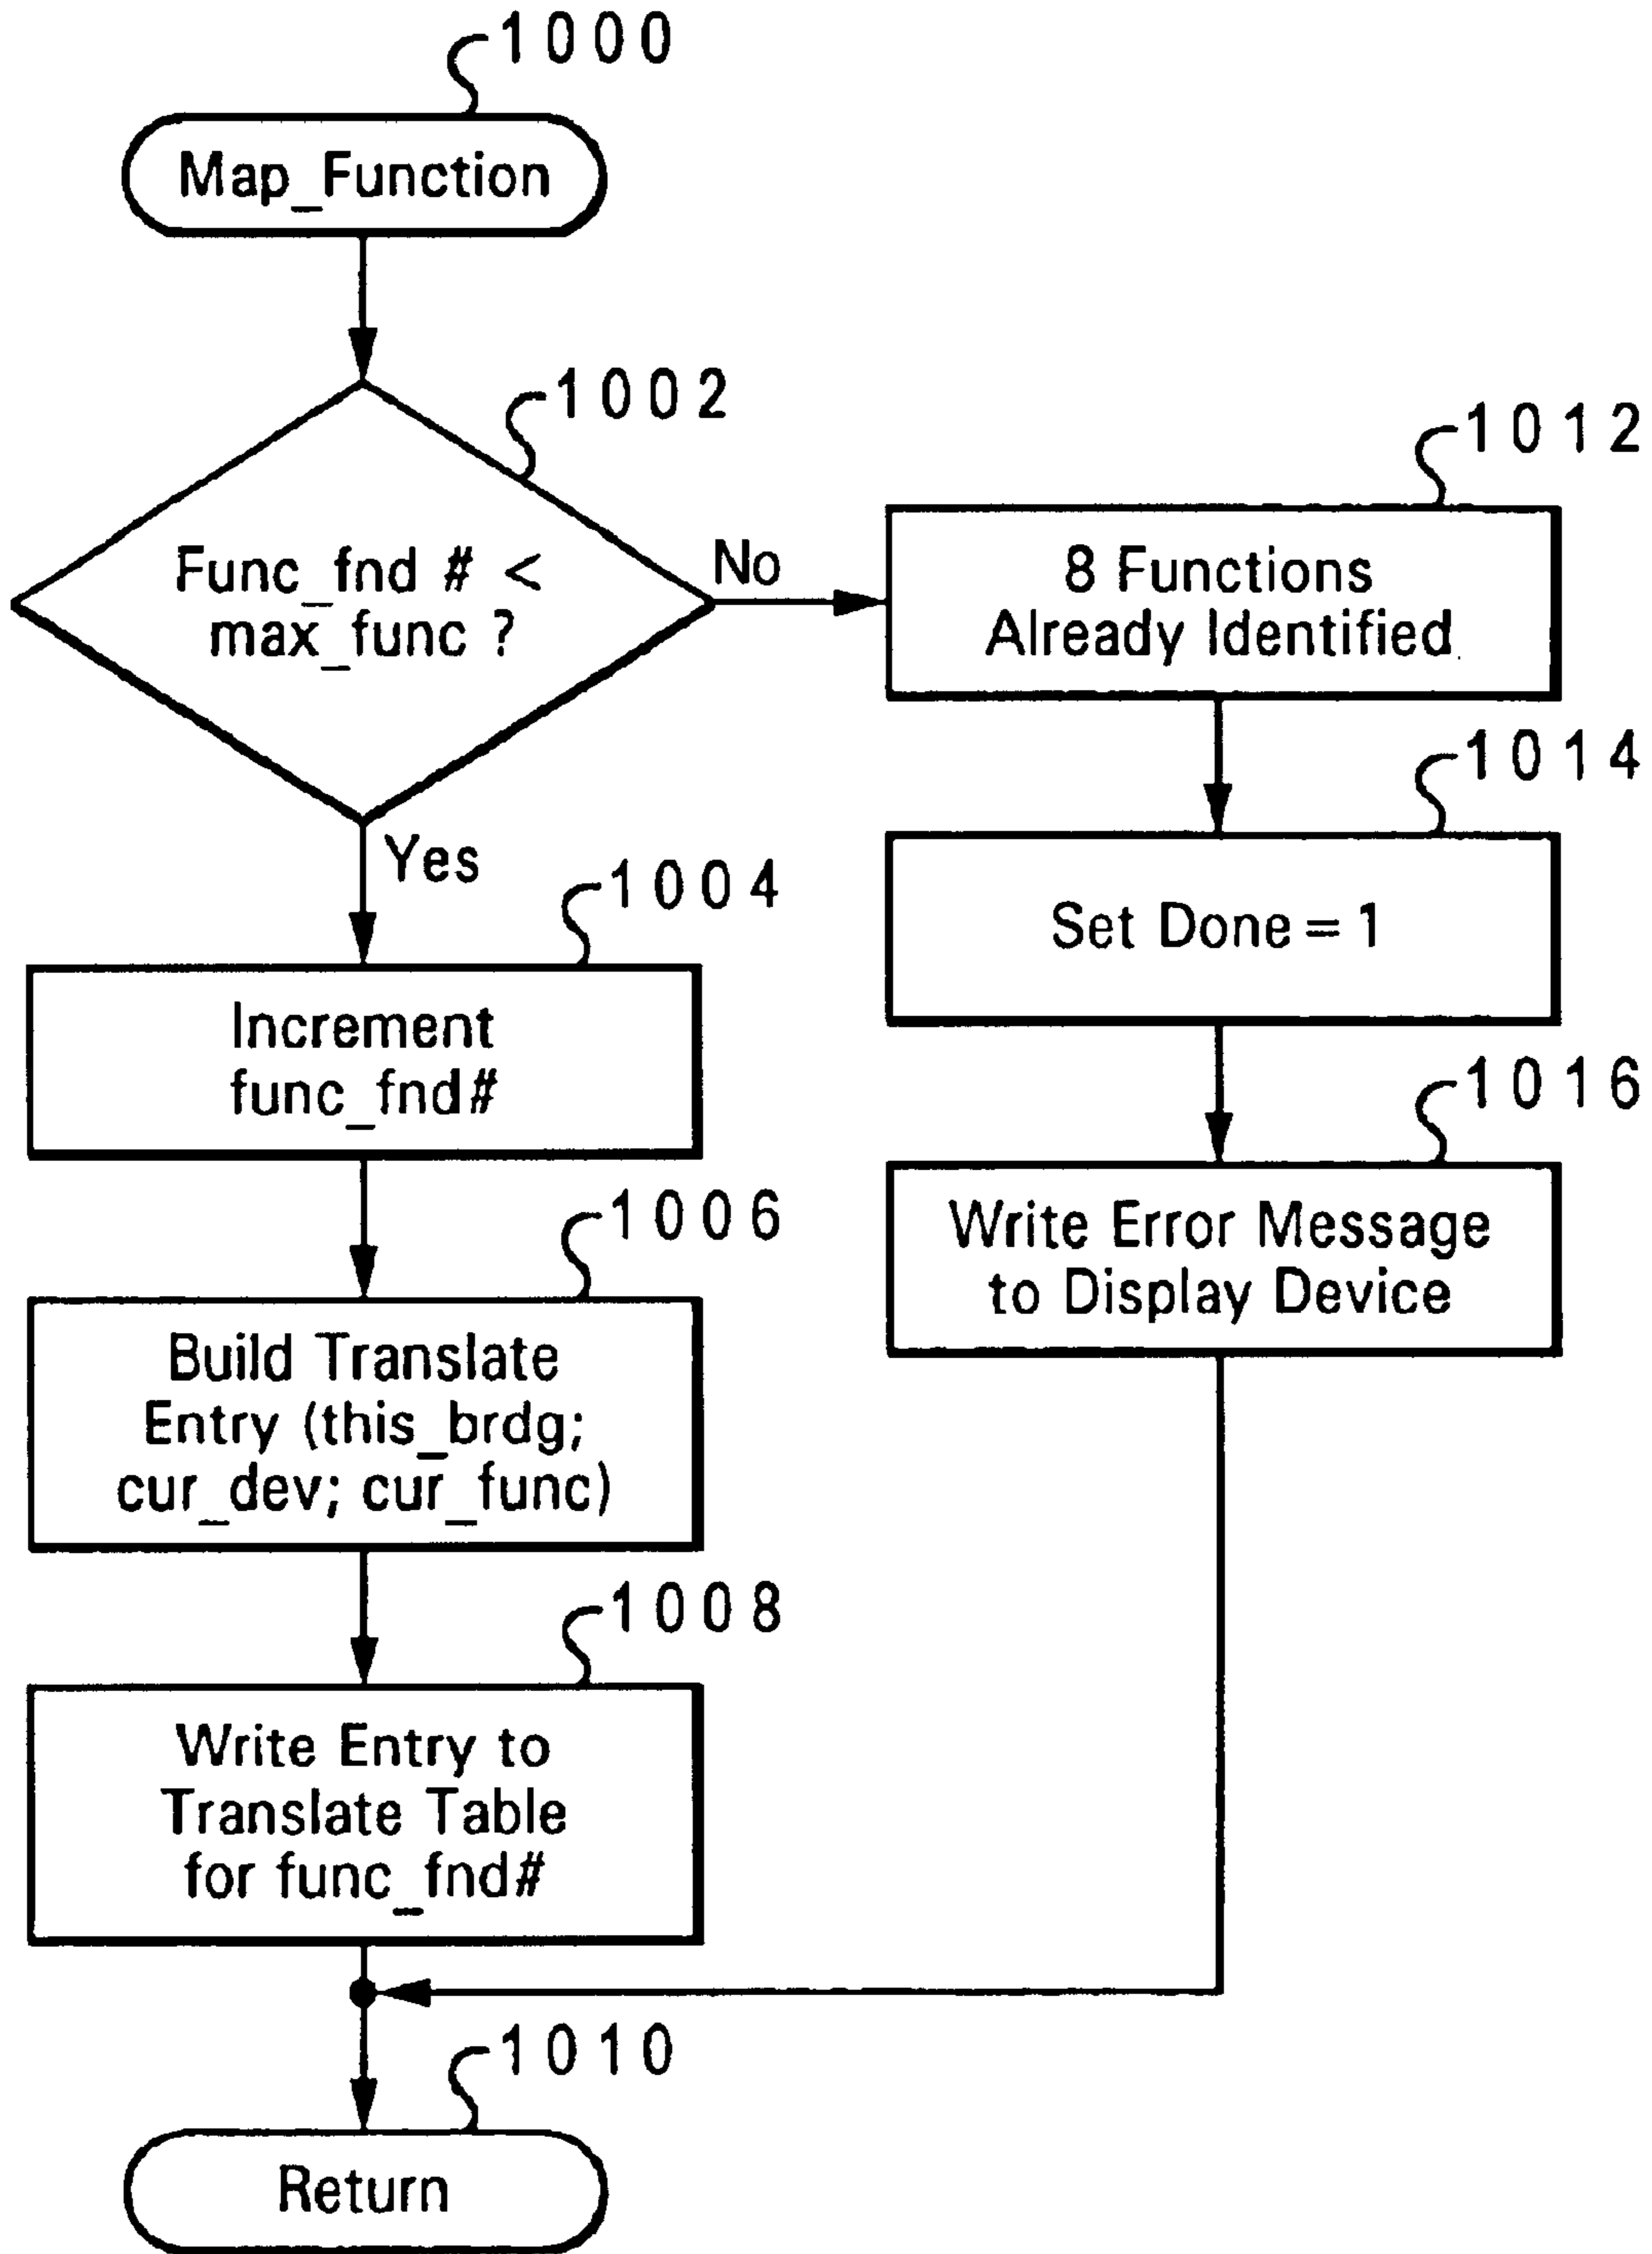 1000
Map_Function
1002
Func_fnd # <
max_func ?
No
Yes
1004
Increment
func_fnd#
1006
Build Translate
Entry (this_brdg;
cur_dev; cur_func)
1008
Write Entry to
Translate Table
for func_fnd#
1010
Return
1012
8 Functions
Already Identified
1014
Set Done = 1
1016
Write Error Message
to Display Device